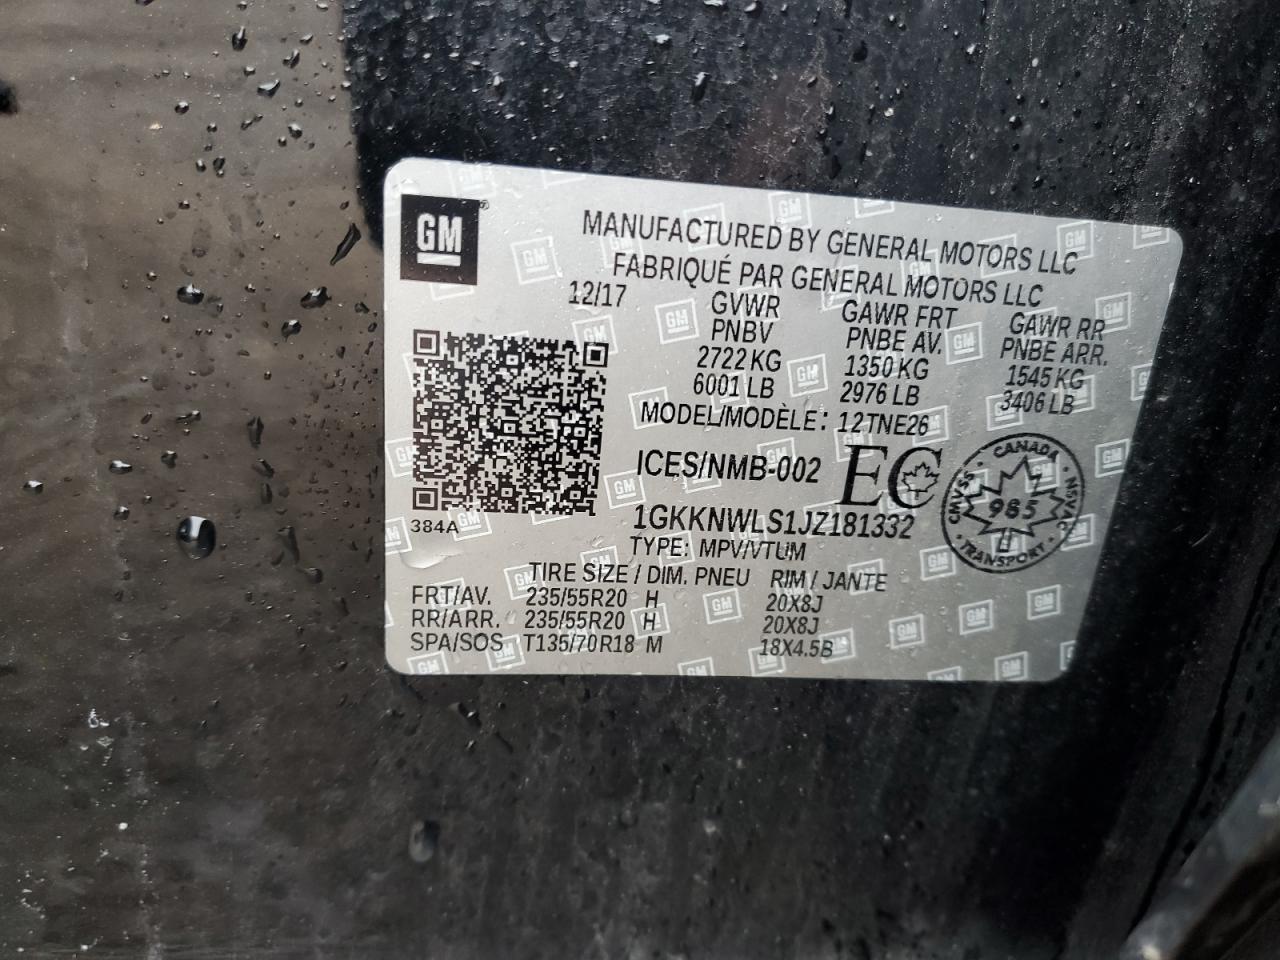 GM
MANUFACTURED BY GENERAL MOTORS LLC
FABRIQUÉ PAR GENERAL MOTORS LLC
12/17 GVWR GAWR FRT GAWR RR
PNBV PNBE AV. PNBE ARR.
2722 KG 1350 KG 1545 KG
6001 LB 2976 LB 3406 LB
MODEL/MODÈLE: 12TNE26
ICES/NMB-002 EC
CANADA
CMVSS 985 NSVAC
TRANSPORT
1GKKNWLS1JZ181332
384A
TYPE: MPV/VTUM
TIRE SIZE / DIM. PNEU RIM / JANTE
FRT/AV. 235/55R20 H 20X8J
RR/ARR. 235/55R20 H 20X8J
SPA/SOS T135/70R18 M 18X4.5B